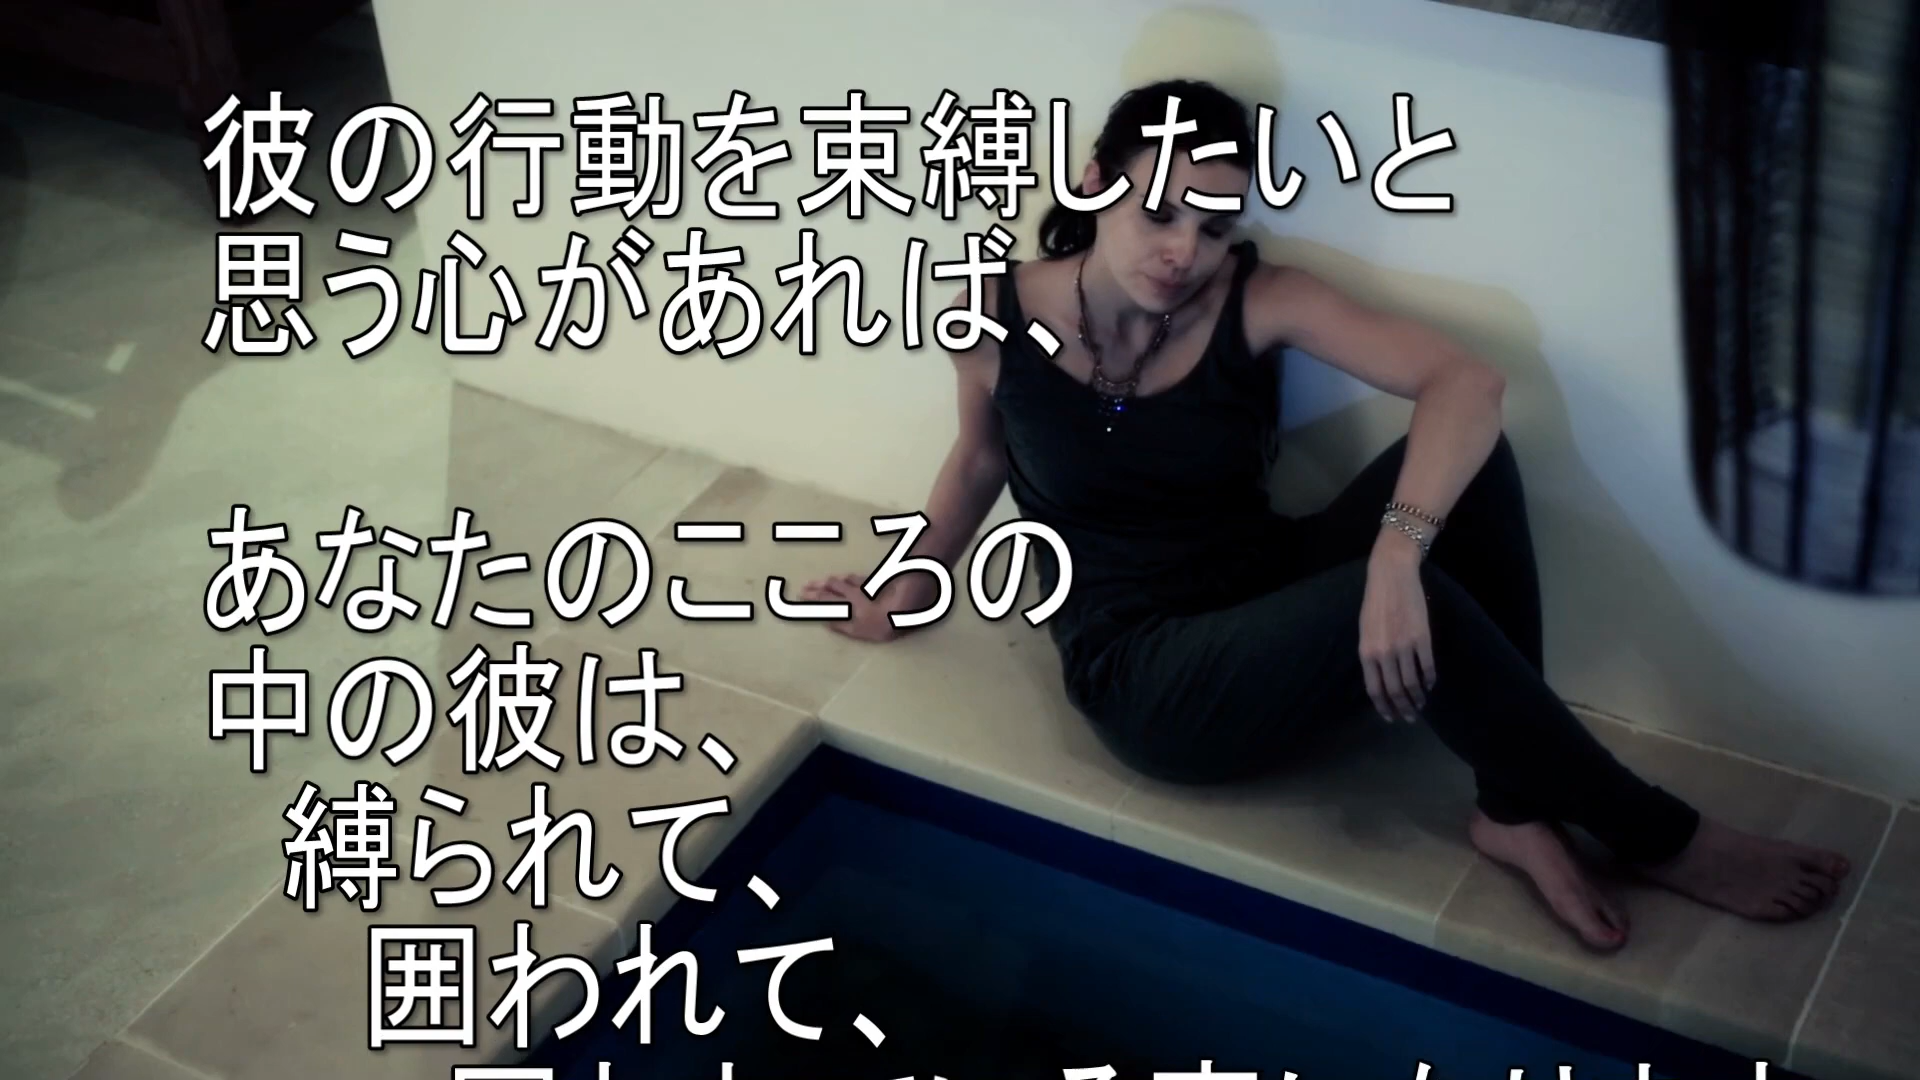 彼の行動を束縛したいと
思う心があれば、
あなたのこころの
中の彼は、
縛られて、
囲われて、